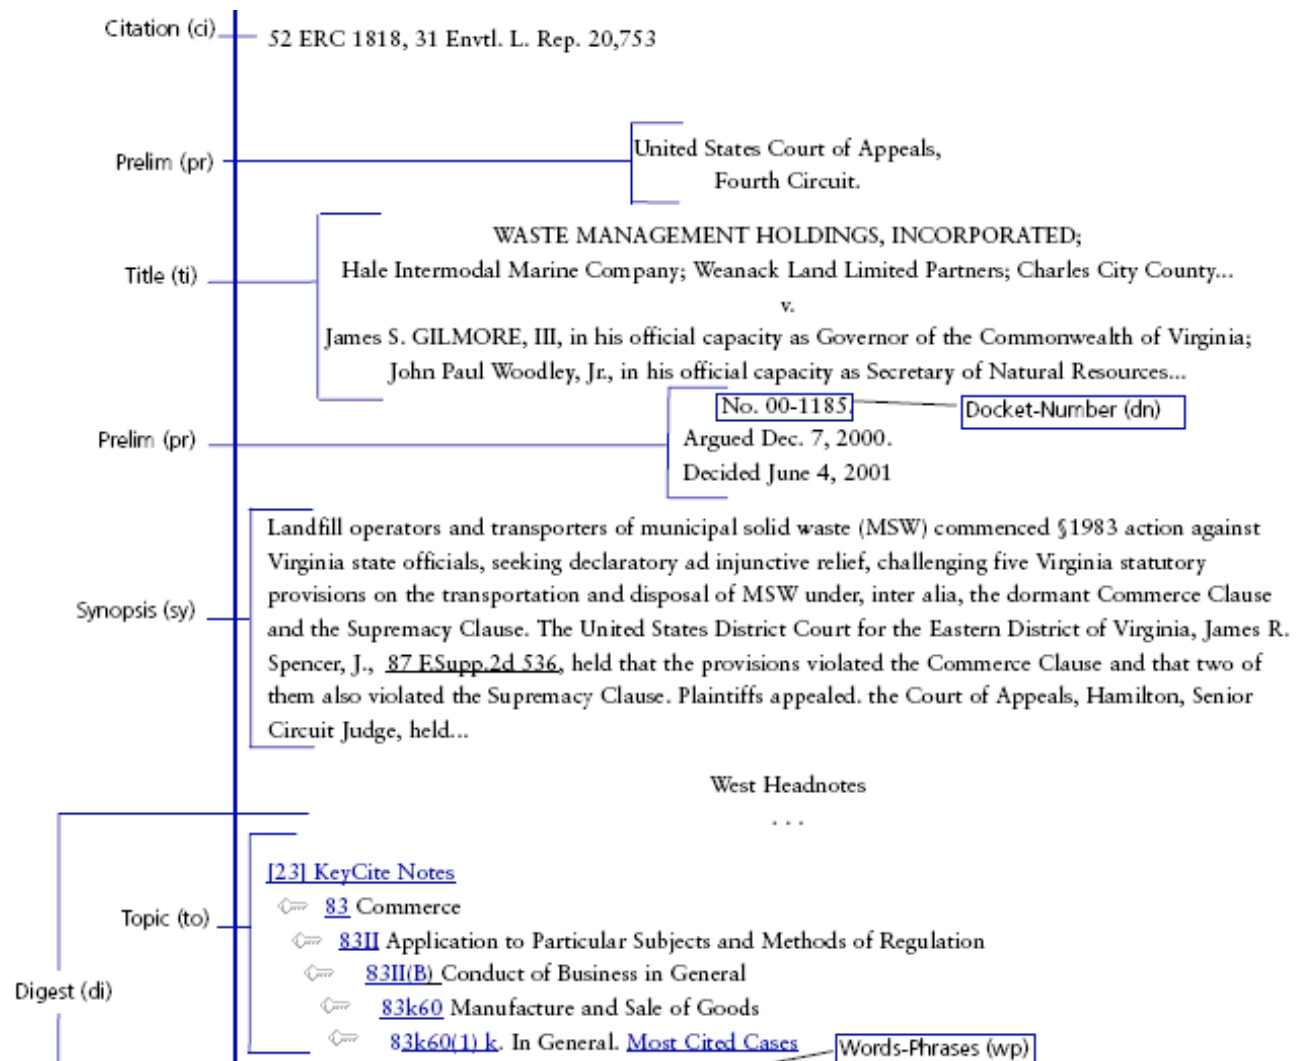 Citation (ci)
52 ERC 1818, 31 Envtl. L. Rep. 20,753
Prelim (pr)
United States Court of Appeals,
Fourth Circuit.
Title (ti)
WASTE MANAGEMENT HOLDINGS, INCORPORATED;
Hale Intermodal Marine Company; Weanack Land Limited Partners; Charles City County...
v.
James S. GILMORE, III, in his official capacity as Governor of the Commonwealth of Virginia;
John Paul Woodley, Jr., in his official capacity as Secretary of Natural Resources...
Prelim (pr)
No. 00-1185.
Docket-Number (dn)
Argued Dec. 7, 2000.
Decided June 4, 2001
Synopsis (sy)
Landfill operators and transporters of municipal solid waste (MSW) commenced §1983 action against
Virginia state officials, seeking declaratory ad injunctive relief, challenging five Virginia statutory
provisions on the transportation and disposal of MSW under, inter alia, the dormant Commerce Clause
and the Supremacy Clause. The United States District Court for the Eastern District of Virginia, James R.
Spencer, J., 87 F.Supp.2d 536, held that the provisions violated the Commerce Clause and that two of
them also violated the Supremacy Clause. Plaintiffs appealed. the Court of Appeals, Hamilton, Senior
Circuit Judge, held...
West Headnotes
. . .
Digest (di)
Topic (to)
[23] KeyCite Notes
83 Commerce
83II Application to Particular Subjects and Methods of Regulation
83II(B) Conduct of Business in General
83k60 Manufacture and Sale of Goods
83k60(1) k. In General. Most Cited Cases
Words-Phrases (wp)